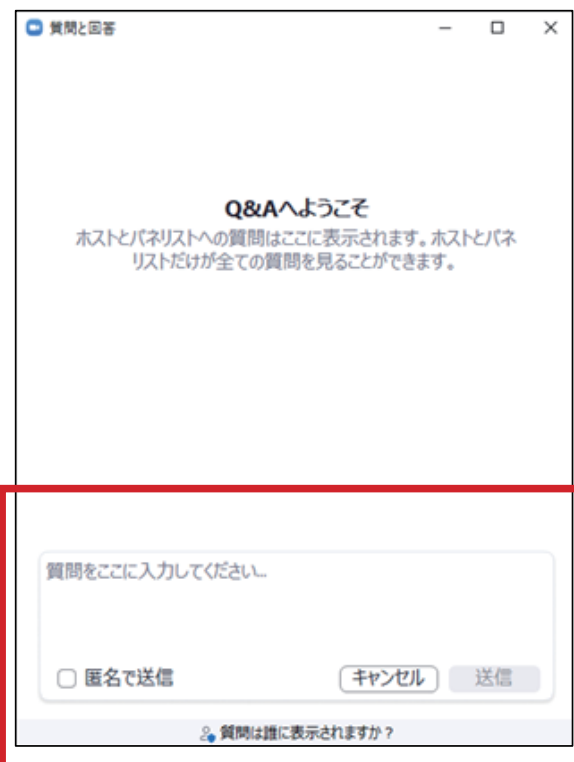 質問と回答
Q&Aへようこそ
ホストとパネリストへの質問はここに表示されます。ホストとパネ
リストだけが全ての質問を見ることができます。
質問をここに入力してください...
匿名で送信
キャンセル
送信
質問は誰に表示されますか?